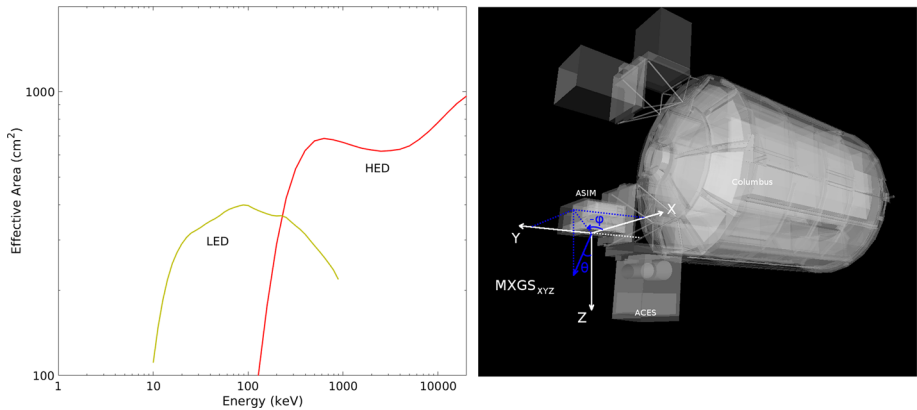 1000
100
Effective Area (cm²)
LED
HED
1
10
100
1000
10000
Energy (keV)
ASIM
Columbus
X
-φ
Y
θ
MXGS_XYZ
Z
ACES